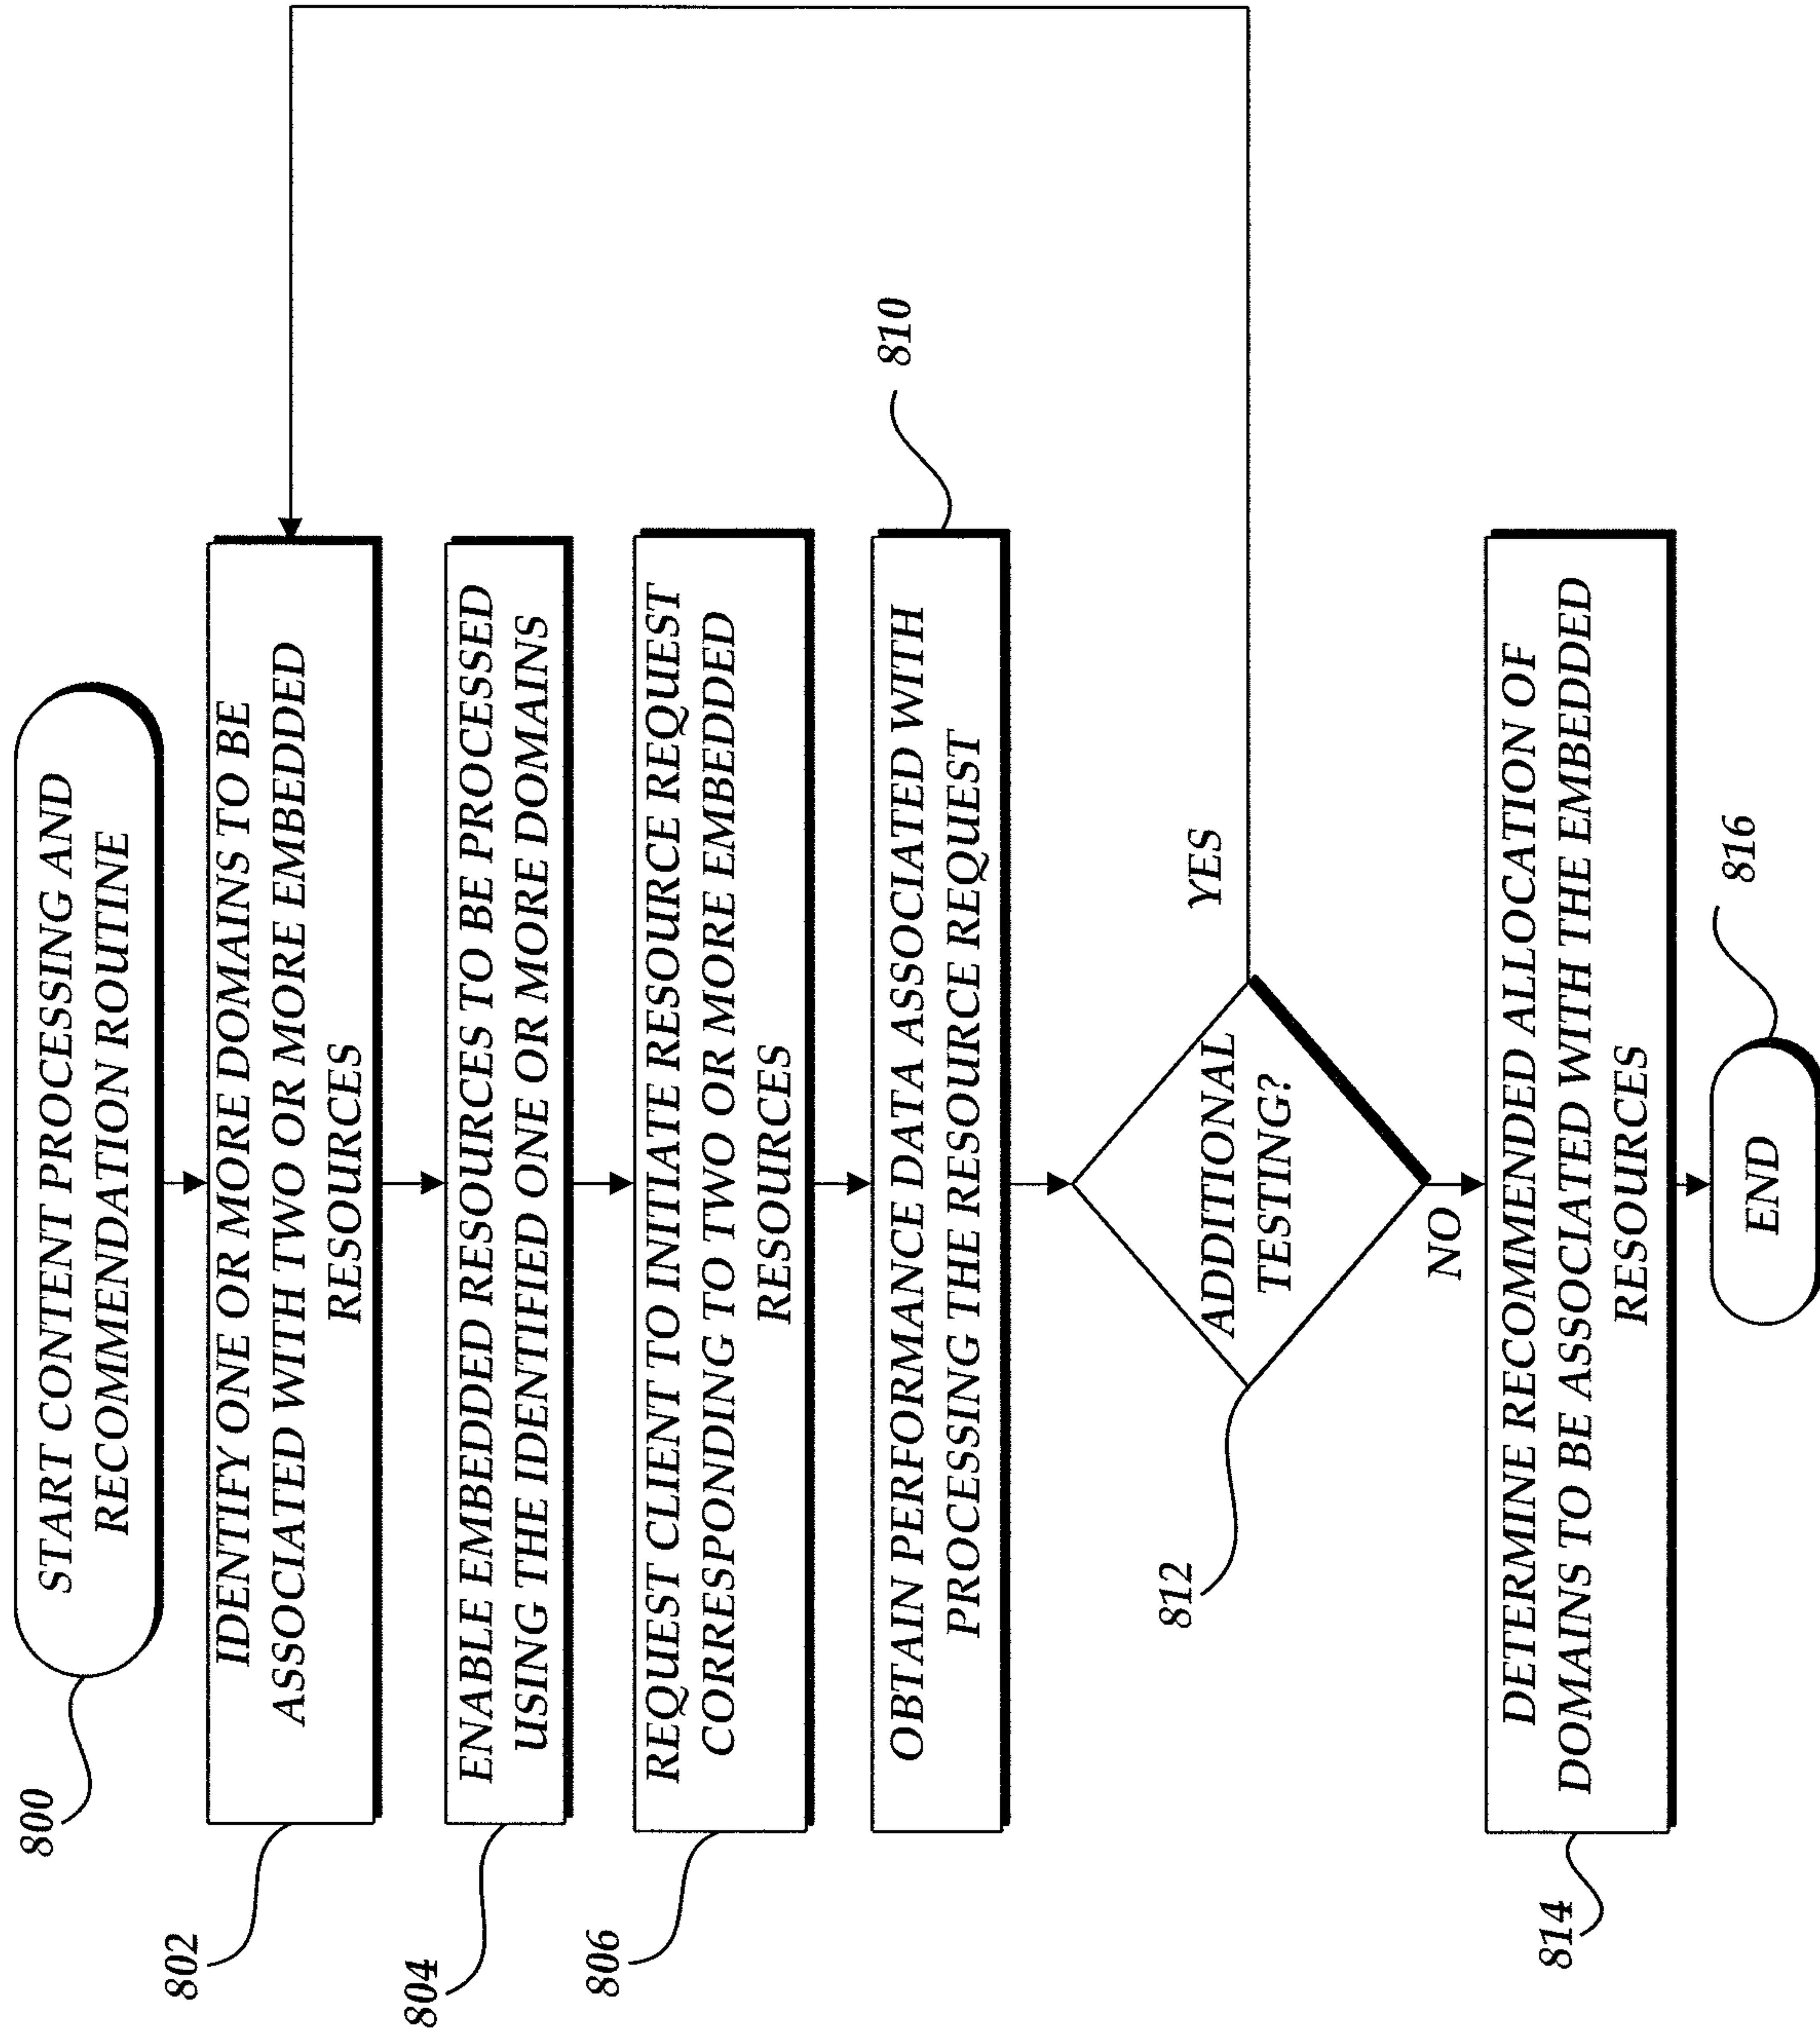 800
START CONTENT PROCESSING AND
RECOMMENDATION ROUTINE
802
IDENTIFY ONE OR MORE DOMAINS TO BE
ASSOCIATED WITH TWO OR MORE EMBEDDED
RESOURCES
804
ENABLE EMBEDDED RESOURCES TO BE PROCESSED
USING THE IDENTIFIED ONE OR MORE DOMAINS
806
REQUEST CLIENT TO INITIATE RESOURCE REQUEST
CORRESPONDING TO TWO OR MORE EMBEDDED
RESOURCES
810
OBTAIN PERFORMANCE DATA ASSOCIATED WITH
PROCESSING THE RESOURCE REQUEST
812
ADDITIONAL
TESTING?
YES
NO
814
DETERMINE RECOMMENDED ALLOCATION OF
DOMAINS TO BE ASSOCIATED WITH THE EMBEDDED
RESOURCES
816
END